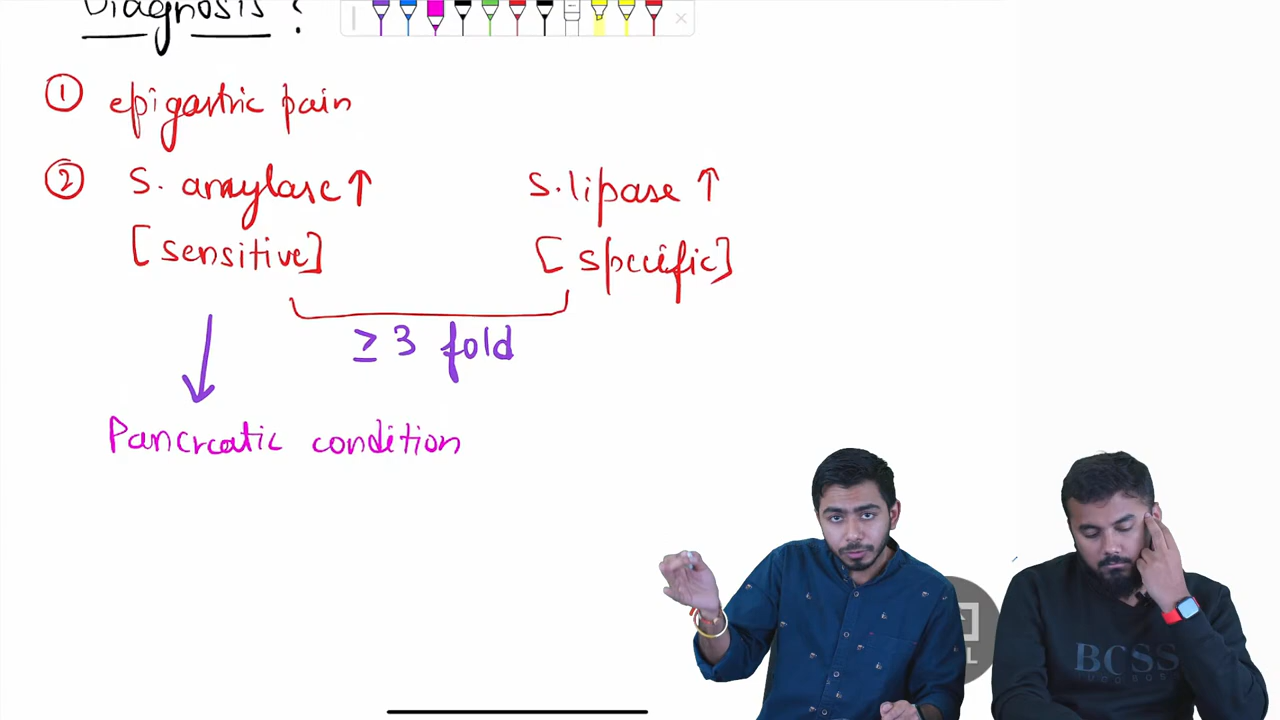 Diagnosis ?
① epigastric pain
② S. amylase ↑ S. lipase ↑
[sensitive] [specific]
≥ 3 fold
Pancreatic condition
BCSS
L